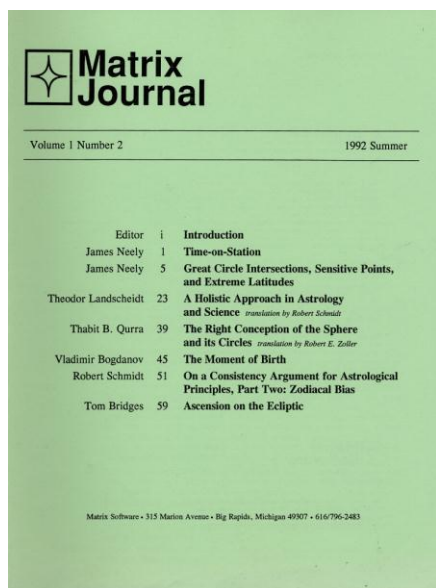 Matrix
Journal
Volume 1 Number 2 1992 Summer
Editor i Introduction
James Neely 1 Time-on-Station
James Neely 5 Great Circle Intersections, Sensitive Points,
and Extreme Latitudes
Theodor Landscheidt 23 A Holistic Approach in Astrology
and Science translation by Robert Schmidt
Thabit B. Qurra 39 The Right Conception of the Sphere
and its Circles translation by Robert E. Zoller
Vladimir Bogdanov 45 The Moment of Birth
Robert Schmidt 51 On a Consistency Argument for Astrological
Principles, Part Two: Zodiacal Bias
Tom Bridges 59 Ascension on the Ecliptic
Matrix Software • 315 Marion Avenue • Big Rapids, Michigan 49307 • 616/796-2483